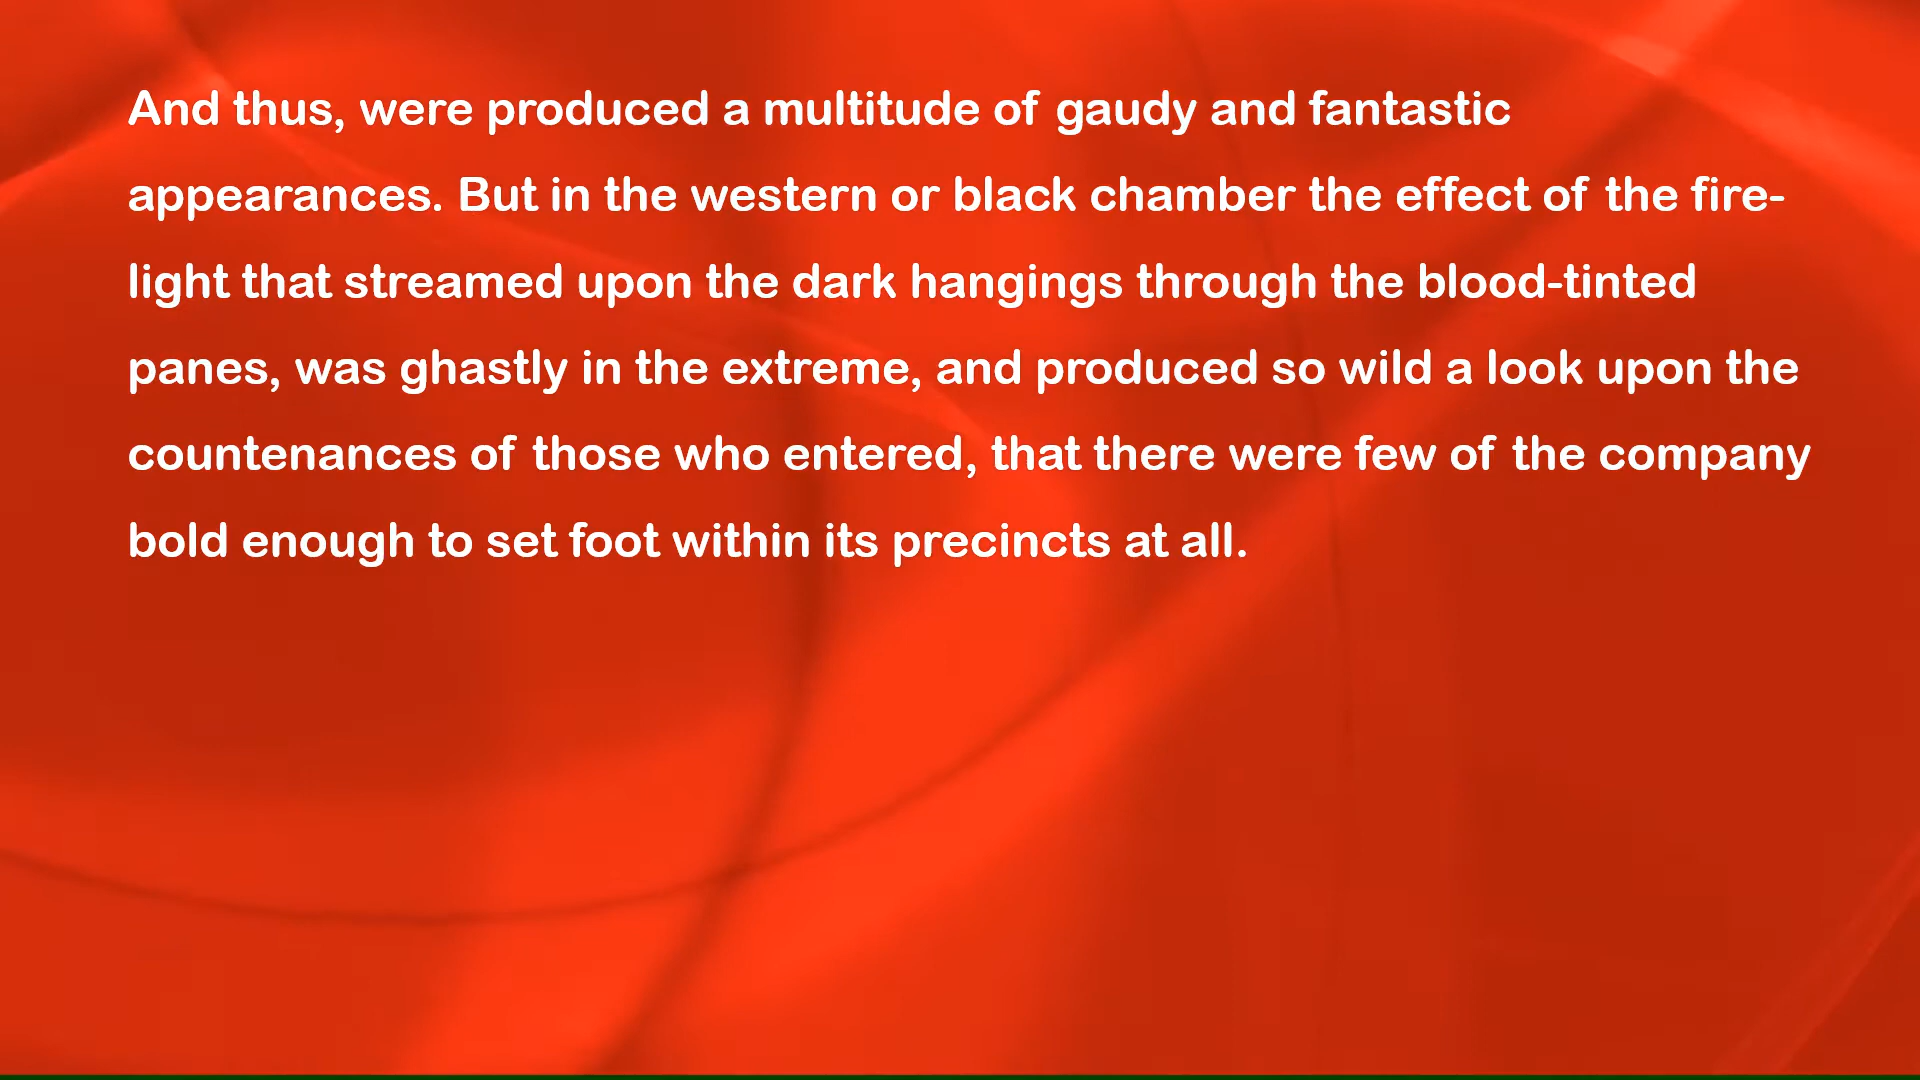 And thus, were produced a multitude of gaudy and fantastic
appearances. But in the western or black chamber the effect of the fire-
light that streamed upon the dark hangings through the blood-tinted
panes, was ghastly in the extreme, and produced so wild a look upon the
countenances of those who entered, that there were few of the company
bold enough to set foot within its precincts at all.